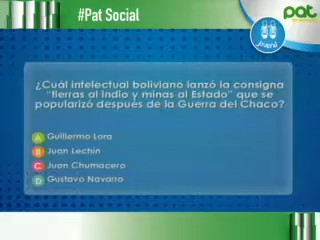 #Pat Social
pat
juvenil
¿Cuál intelectual boliviano lanzó la consigna
"tierras al indio y minas al Estado" que se
popularizó después de la Guerra del Chaco?
A Guillermo Lora
B Juan Lechín
C Juan Chumacero
D Gustavo Navarro